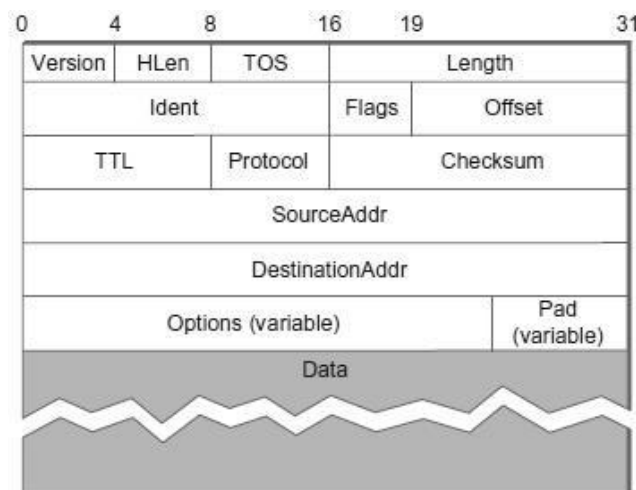 0 4 8 16 19 31
Version HLen TOS Length
Ident Flags Offset
TTL Protocol Checksum
SourceAddr
DestinationAddr
Options (variable) Pad (variable)
Data